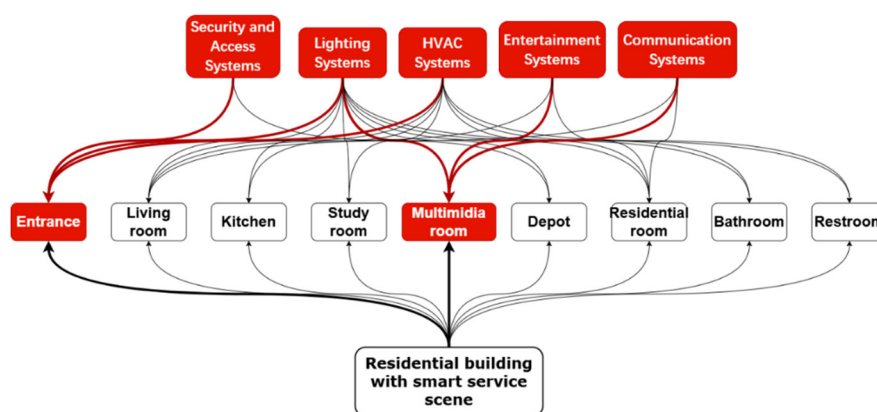 Security and
Access
Systems
Lighting
Systems
HVAC
Systems
Entertainment
Systems
Communication
Systems
Entrance
Living
room
Kitchen
Study
room
Multimidia
room
Depot
Residential
room
Bathroom
Restroom
Residential building
with smart service
scene